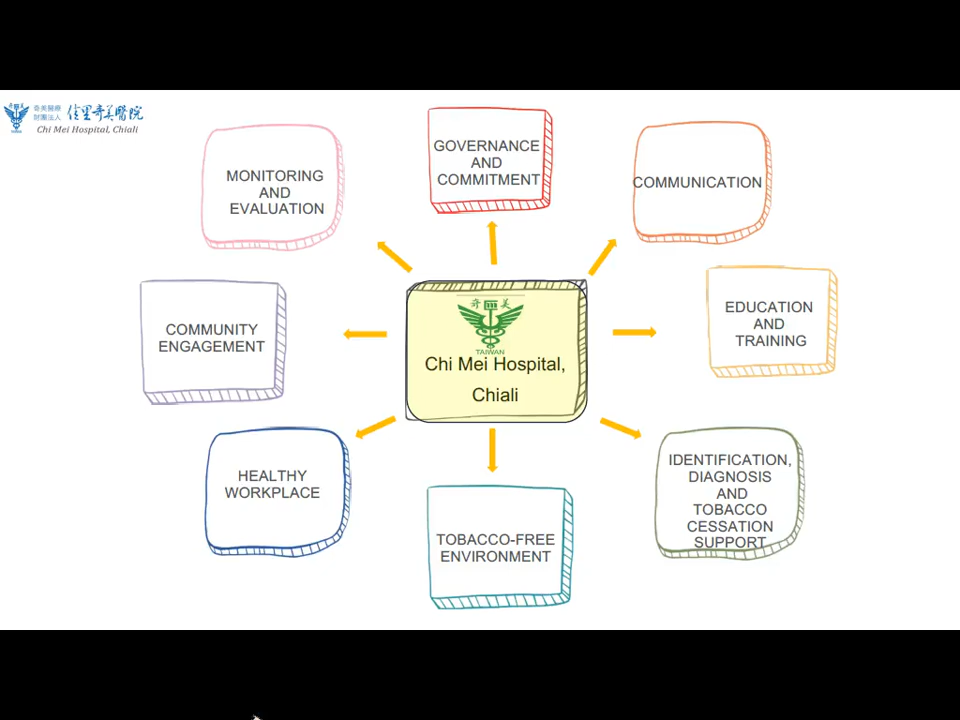 奇美醫療
財團法人
佳里奇美醫院
Chi Mei Hospital, Chiali
TAIWAN
MONITORING
AND
EVALUATION
GOVERNANCE
AND
COMMITMENT
COMMUNICATION
COMMUNITY
ENGAGEMENT
奇 美
TAIWAN
Chi Mei Hospital,
Chiali
EDUCATION
AND
TRAINING
HEALTHY
WORKPLACE
TOBACCO-FREE
ENVIRONMENT
IDENTIFICATION,
DIAGNOSIS
AND
TOBACCO
CESSATION
SUPPORT